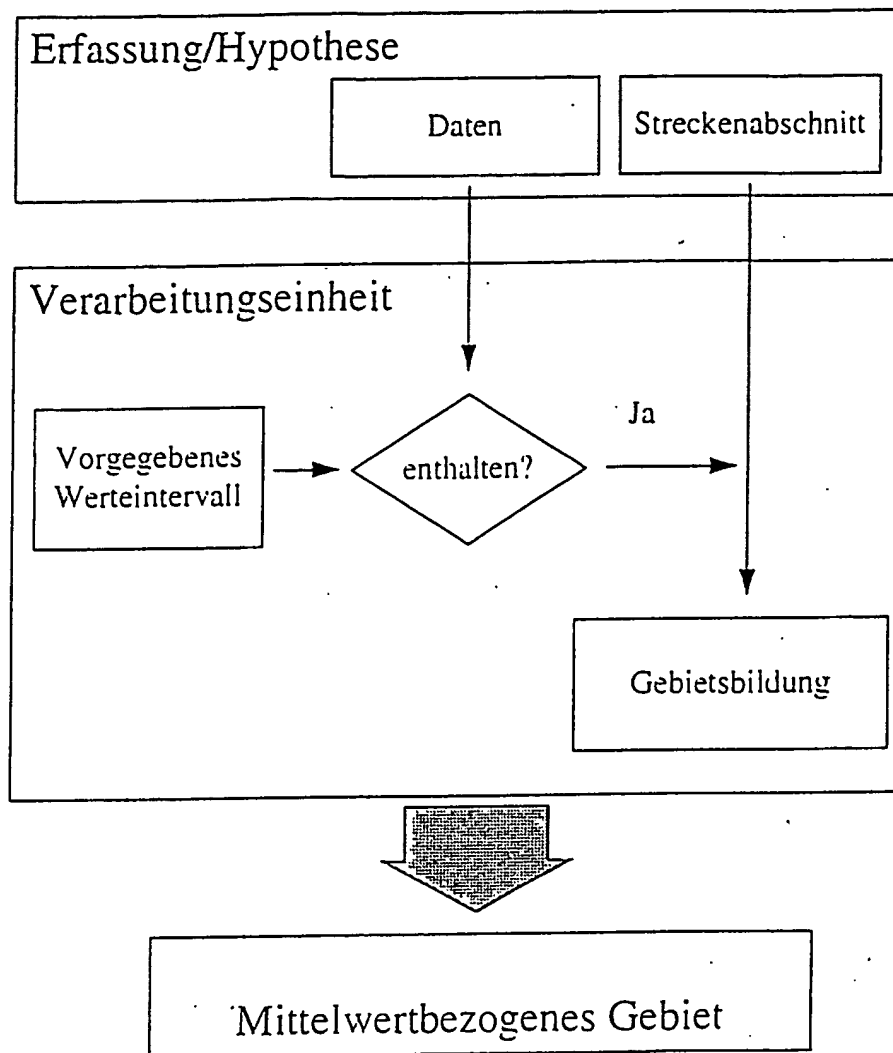 Erfassung/Hypothese
Daten
Streckenabschnitt
Verarbeitungseinheit
Vorgegebenes
Werteintervall
enthalten?
Ja
Gebietsbildung
Mittelwertbezogenes Gebiet